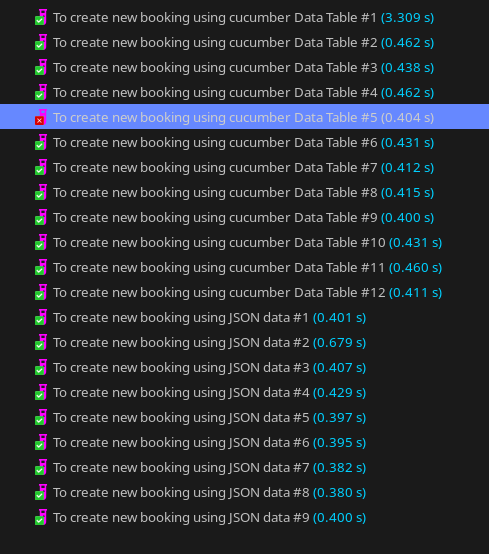 To create new booking using cucumber Data Table #1 (3.309 s)
To create new booking using cucumber Data Table #2 (0.462 s)
To create new booking using cucumber Data Table #3 (0.438 s)
To create new booking using cucumber Data Table #4 (0.462 s)
To create new booking using cucumber Data Table #5 (0.404 s)
To create new booking using cucumber Data Table #6 (0.431 s)
To create new booking using cucumber Data Table #7 (0.412 s)
To create new booking using cucumber Data Table #8 (0.415 s)
To create new booking using cucumber Data Table #9 (0.400 s)
To create new booking using cucumber Data Table #10 (0.431 s)
To create new booking using cucumber Data Table #11 (0.460 s)
To create new booking using cucumber Data Table #12 (0.411 s)
To create new booking using JSON data #1 (0.401 s)
To create new booking using JSON data #2 (0.679 s)
To create new booking using JSON data #3 (0.407 s)
To create new booking using JSON data #4 (0.429 s)
To create new booking using JSON data #5 (0.397 s)
To create new booking using JSON data #6 (0.395 s)
To create new booking using JSON data #7 (0.382 s)
To create new booking using JSON data #8 (0.380 s)
To create new booking using JSON data #9 (0.400 s)